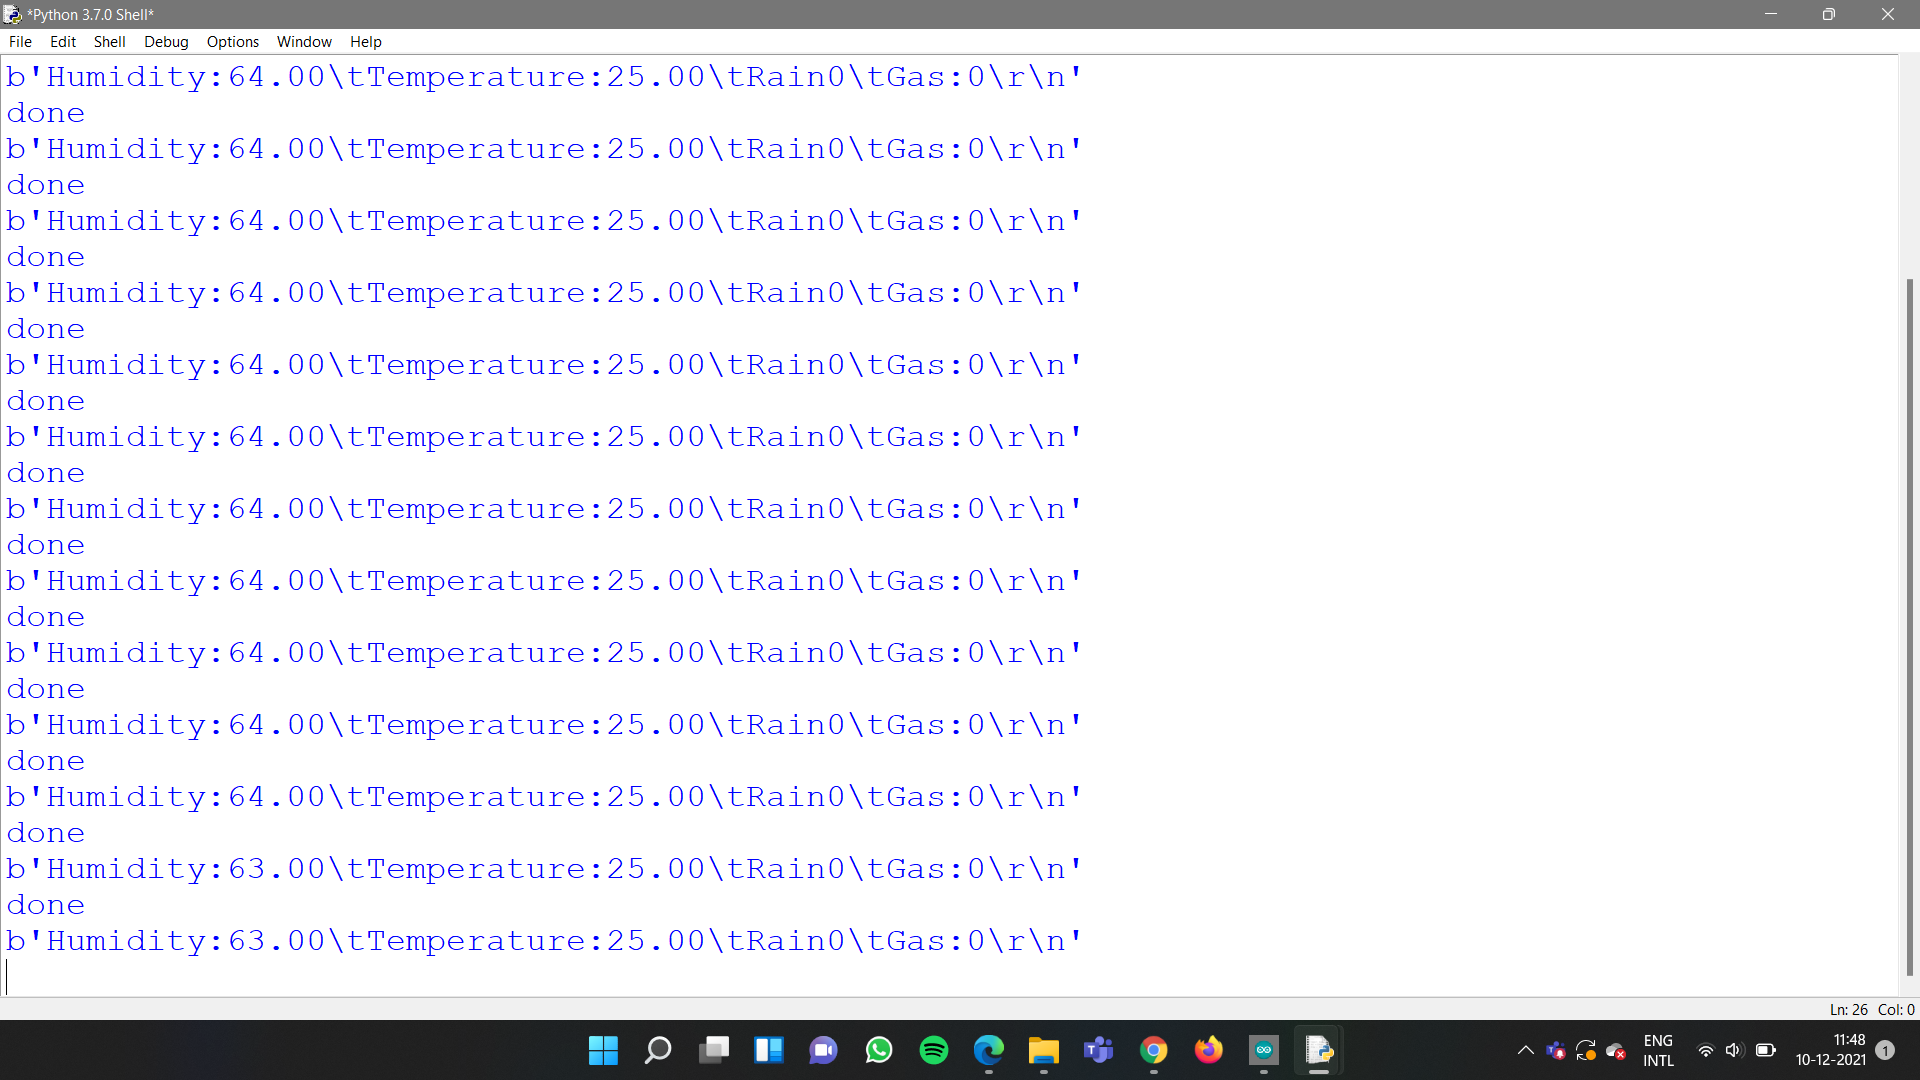 *Python 3.7.0 Shell*
File Edit Shell Debug Options Window Help
b'Humidity:64.00\tTemperature:25.00\tRain0\tGas:0\r\n'
done
b'Humidity:64.00\tTemperature:25.00\tRain0\tGas:0\r\n'
done
b'Humidity:64.00\tTemperature:25.00\tRain0\tGas:0\r\n'
done
b'Humidity:64.00\tTemperature:25.00\tRain0\tGas:0\r\n'
done
b'Humidity:64.00\tTemperature:25.00\tRain0\tGas:0\r\n'
done
b'Humidity:64.00\tTemperature:25.00\tRain0\tGas:0\r\n'
done
b'Humidity:64.00\tTemperature:25.00\tRain0\tGas:0\r\n'
done
b'Humidity:64.00\tTemperature:25.00\tRain0\tGas:0\r\n'
done
b'Humidity:64.00\tTemperature:25.00\tRain0\tGas:0\r\n'
done
b'Humidity:64.00\tTemperature:25.00\tRain0\tGas:0\r\n'
done
b'Humidity:64.00\tTemperature:25.00\tRain0\tGas:0\r\n'
done
b'Humidity:63.00\tTemperature:25.00\tRain0\tGas:0\r\n'
done
b'Humidity:63.00\tTemperature:25.00\tRain0\tGas:0\r\n'
Ln: 26 Col: 0
ENG
INTL
11:48
10-12-2021
1